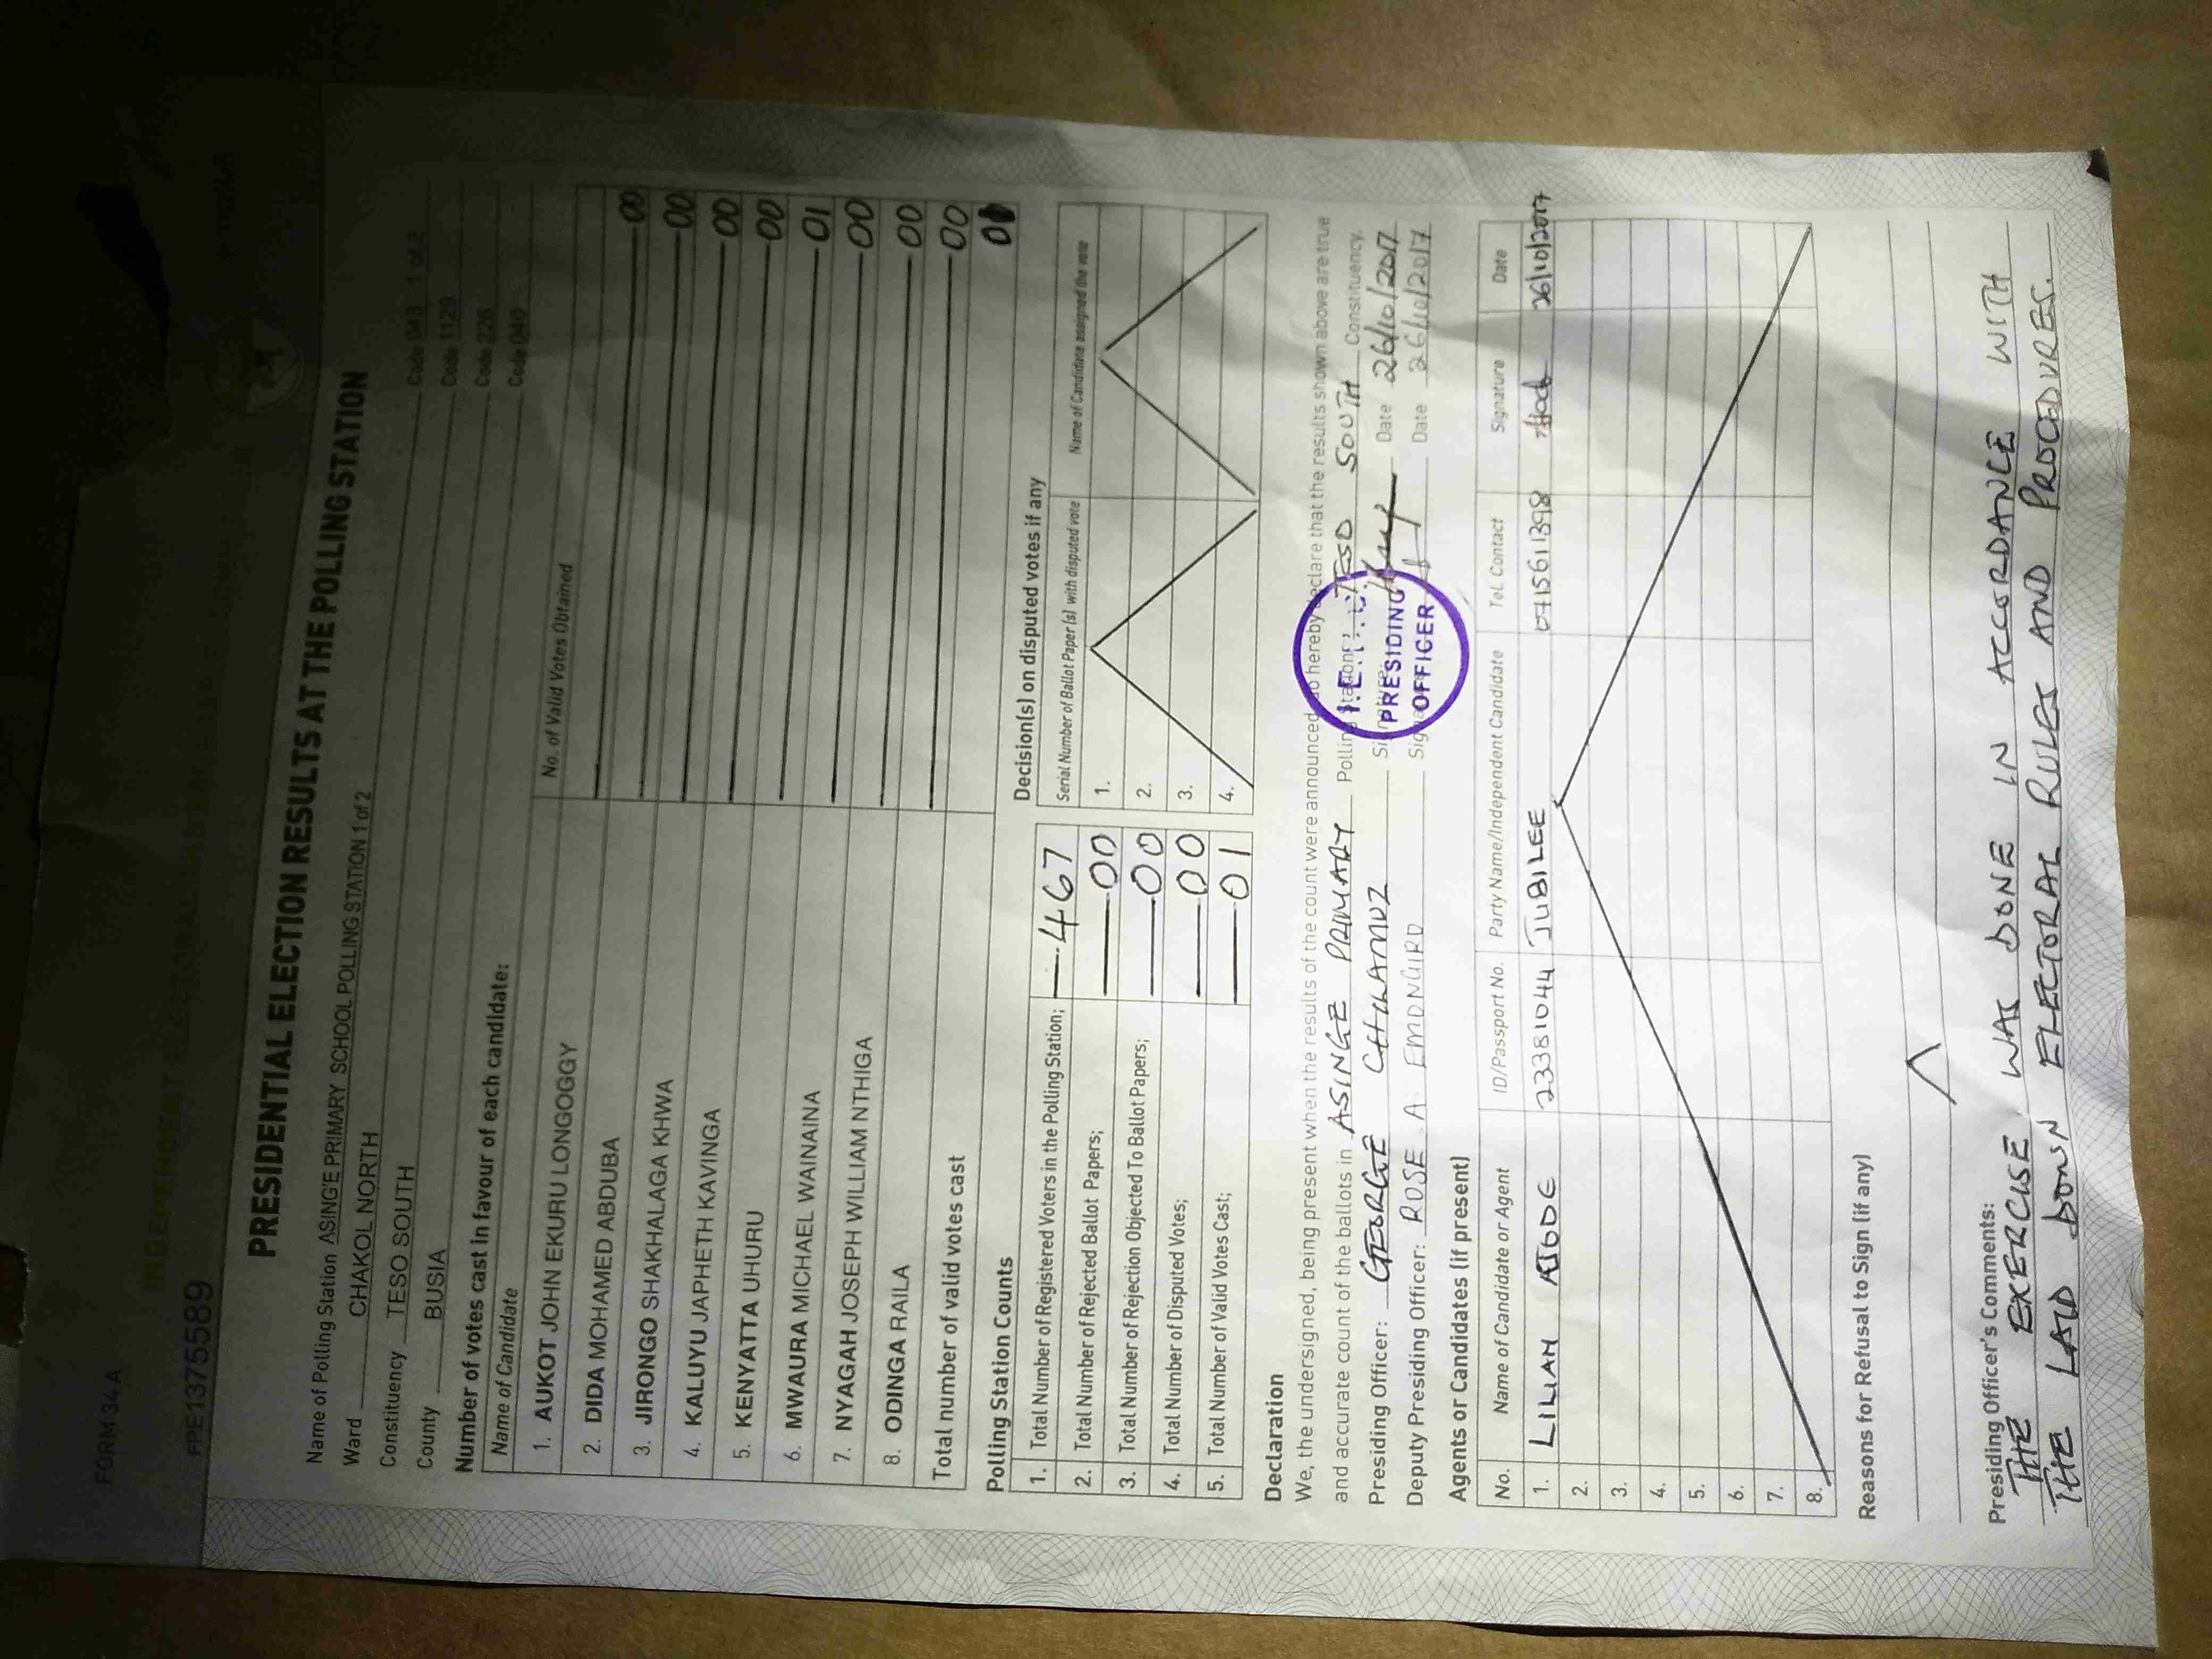 FORM 34 A
FPE1375589
PRESIDENTIAL ELECTION RESULTS AT THE POLLING STATION
Name of Polling Station ASING'E PRIMARY SCHOOL POLLING STATION 1 of 2 Code 043 1 of 2
Ward CHAKOL NORTH Code 1129
Constituency TESO SOUTH Code 226
County BUSIA Code 040
Number of votes cast in favour of each candidate:
Name of Candidate No. of Valid Votes Obtained
1. AUKOT JOHN EKURU LONGOGGY 00
2. DIDA MOHAMED ABDUBA 00
3. JIRONGO SHAKHALAGA KHWA 00
4. KALUYU JAPHETH KAVINGA 00
5. KENYATTA UHURU 01
6. MWAURA MICHAEL WAINAINA 00
7. NYAGAH JOSEPH WILLIAM NTHIGA 00
8. ODINGA RAILA 00
Total number of valid votes cast 01
Polling Station Counts
1. Total Number of Registered Voters in the Polling Station; 467
2. Total Number of Rejected Ballot Papers; 00
3. Total Number of Rejection Objected To Ballot Papers; 00
4. Total Number of Disputed Votes; 00
5. Total Number of Valid Votes Cast; 01
Decision(s) on disputed votes if any
Serial Number of Ballot Paper(s) with disputed vote Name of Candidate assigned the vote
1.
2.
3.
4.
Declaration
We, the undersigned, being present when the results of the count were announced, do hereby declare that the results shown above are true
and accurate count of the ballots in ASINGE PRIMARY Polling Station, TESO SOUTH Constituency.
Presiding Officer: GEORGE Signature Date 26/10/2017
Deputy Presiding Officer: ROSE A Signature Date 26/10/2017
PRESIDING
OFFICER
Agents or Candidates (if present)
No. Name of Candidate or Agent ID/Passport No. Party Name/Independent Candidate Tel. Contact Signature Date
1. LILIAN 23381044 JUBILEE 0715611398 26/10/2017
2.
3.
4.
5.
6.
7.
8.
Reasons for Refusal to Sign (if any)
Presiding Officer's Comments:
THE EXERCISE WAS DONE IN ACCORDANCE WITH
THE LAID DOWN ELECTORAL RULES AND PROCEDURES.